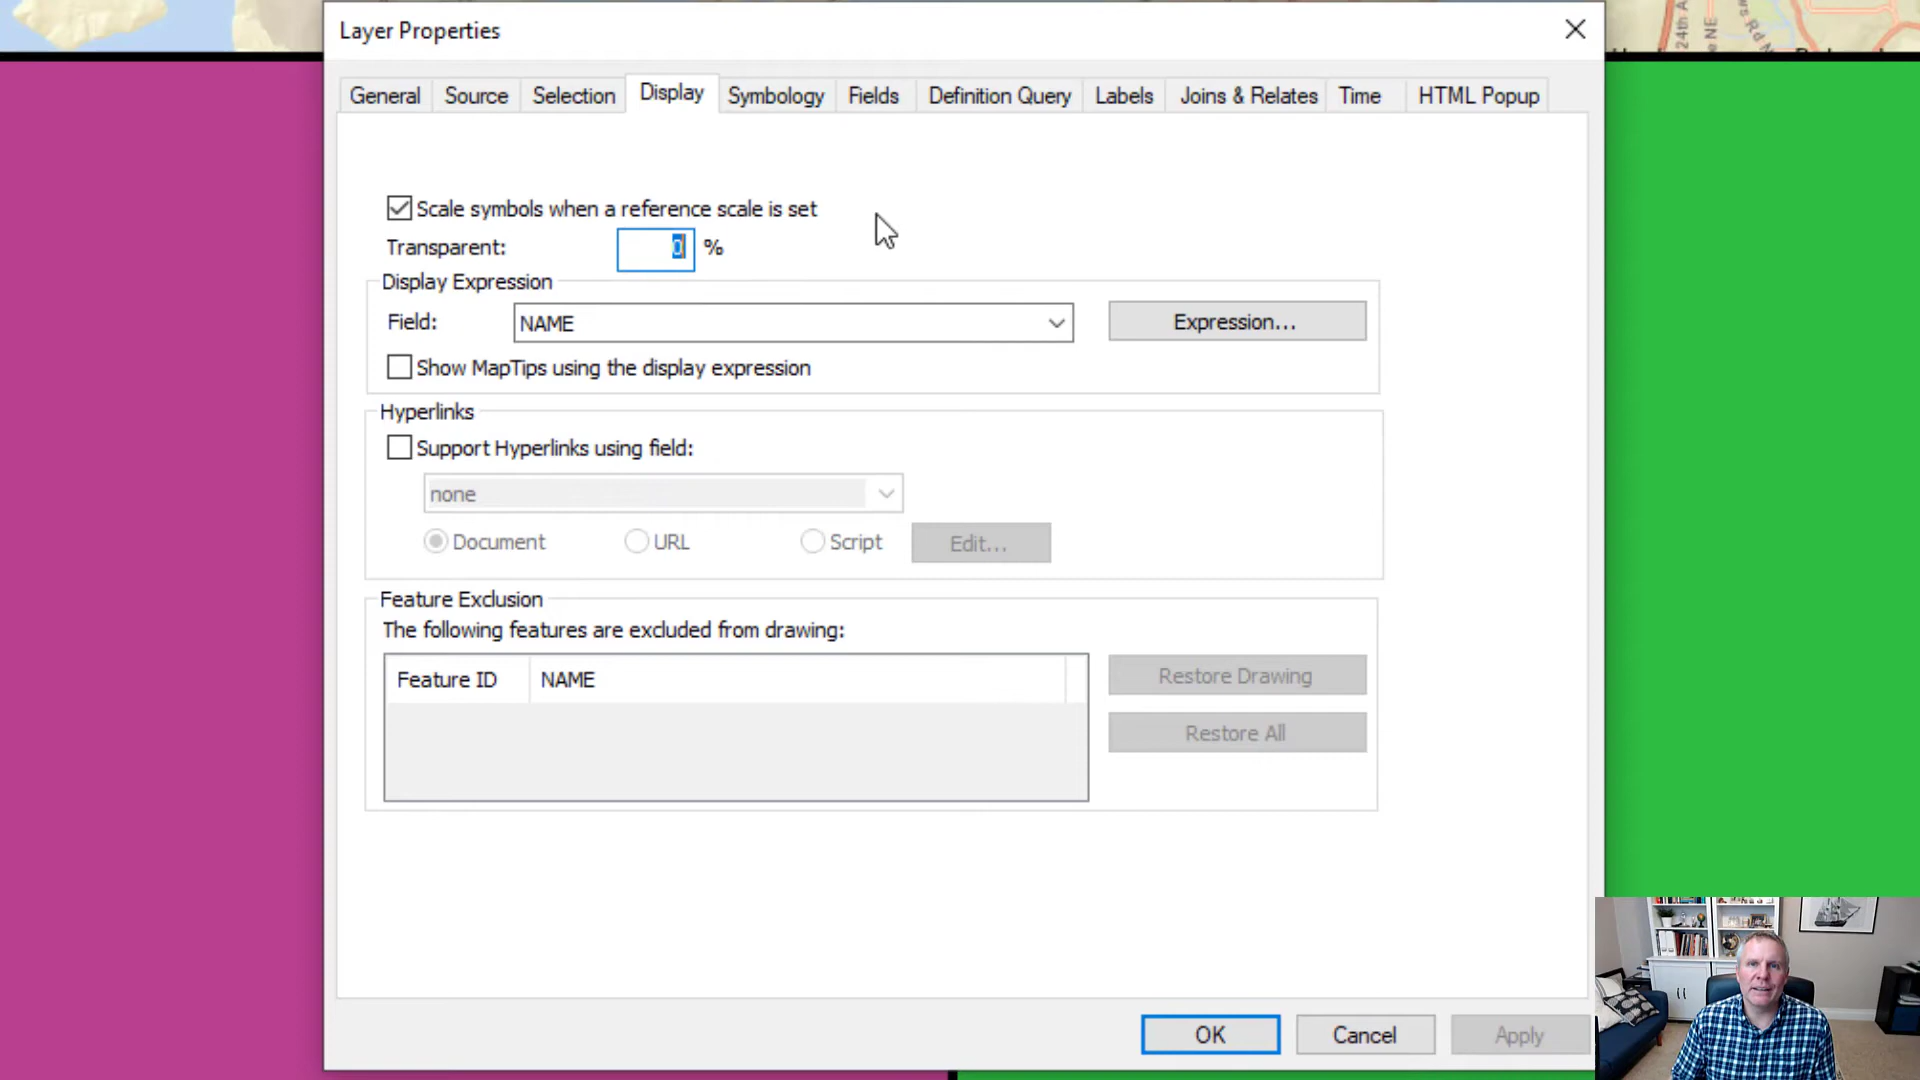 Layer Properties
General Source Selection Display Symbology Fields Definition Query Labels Joins & Relates Time HTML Popup
Scale symbols when a reference scale is set
Transparent: 0 %
Display Expression
Field: NAME Expression...
Show MapTips using the display expression
Hyperlinks
Support Hyperlinks using field:
none
Document URL Script Edit...
Feature Exclusion
The following features are excluded from drawing:
Feature ID NAME
Restore Drawing
Restore All
OK Cancel Apply
24th A